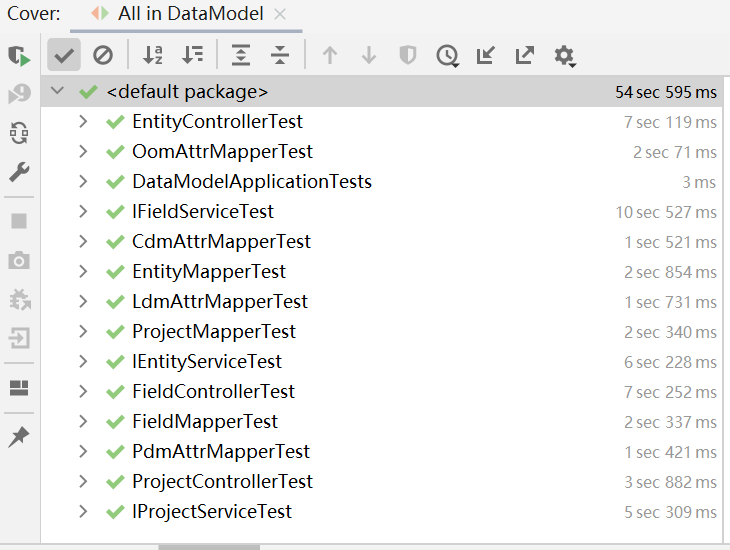 Cover: All in DataModel
<default package> 54 sec 595 ms
EntityControllerTest 7 sec 119 ms
OomAttrMapperTest 2 sec 71 ms
DataModelApplicationTests 3 ms
IFieldServiceTest 10 sec 527 ms
CdmAttrMapperTest 1 sec 521 ms
EntityMapperTest 2 sec 854 ms
LdmAttrMapperTest 1 sec 731 ms
ProjectMapperTest 2 sec 340 ms
IEntityServiceTest 6 sec 228 ms
FieldControllerTest 7 sec 252 ms
FieldMapperTest 2 sec 337 ms
PdmAttrMapperTest 1 sec 421 ms
ProjectControllerTest 3 sec 882 ms
IProjectServiceTest 5 sec 309 ms